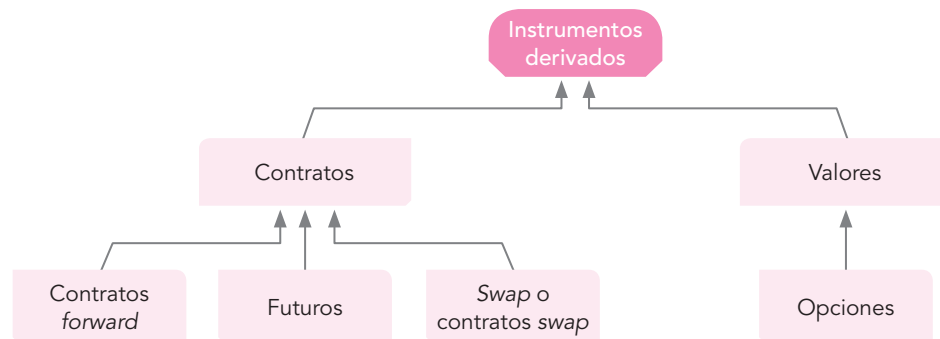 Instrumentos
derivados
Contratos
Valores
Contratos
forward
Futuros
Swap o
contratos swap
Opciones